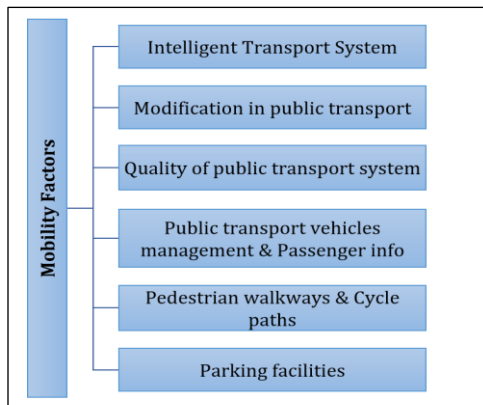 Mobility Factors
Intelligent Transport System
Modification in public transport
Quality of public transport system
Public transport vehicles
management & Passenger info
Pedestrian walkways & Cycle
paths
Parking facilities